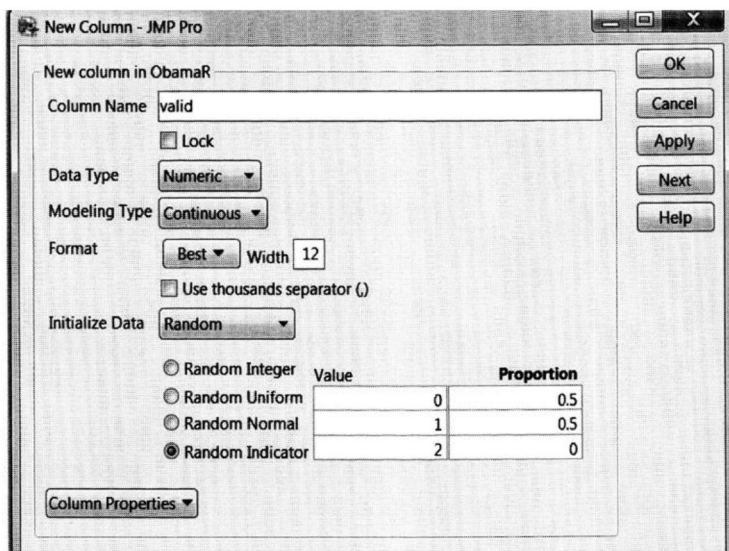 New Column - JMP Pro
New column in ObamaR
Column Name valid
Lock
Data Type Numeric
Modeling Type Continuous
Format Best Width 12
Use thousands separator (,)
Initialize Data Random
Random Integer
Random Uniform
Random Normal
Random Indicator
Value Proportion
0 0.5
1 0.5
2 0
Column Properties
OK
Cancel
Apply
Next
Help